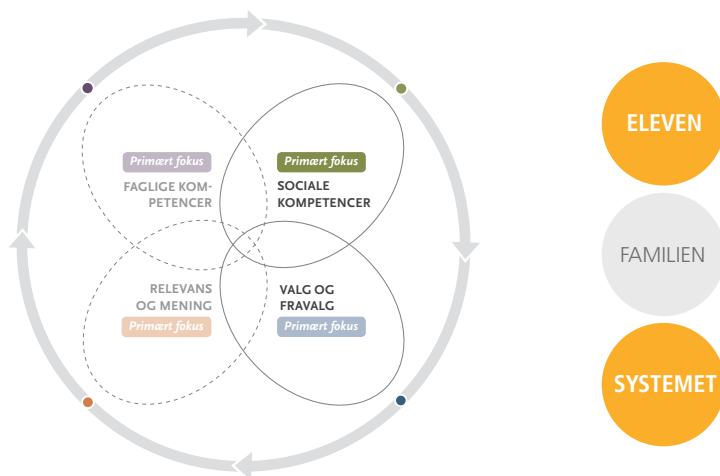 Primært fokus
FAGLIGE KOM-
PETENCER
Primært fokus
SOCIALE
KOMPETENCER
RELEVANS
OG MENING
Primært fokus
VALG OG
FRAVALG
Primært fokus
ELEVEN
FAMILIEN
SYSTEMET